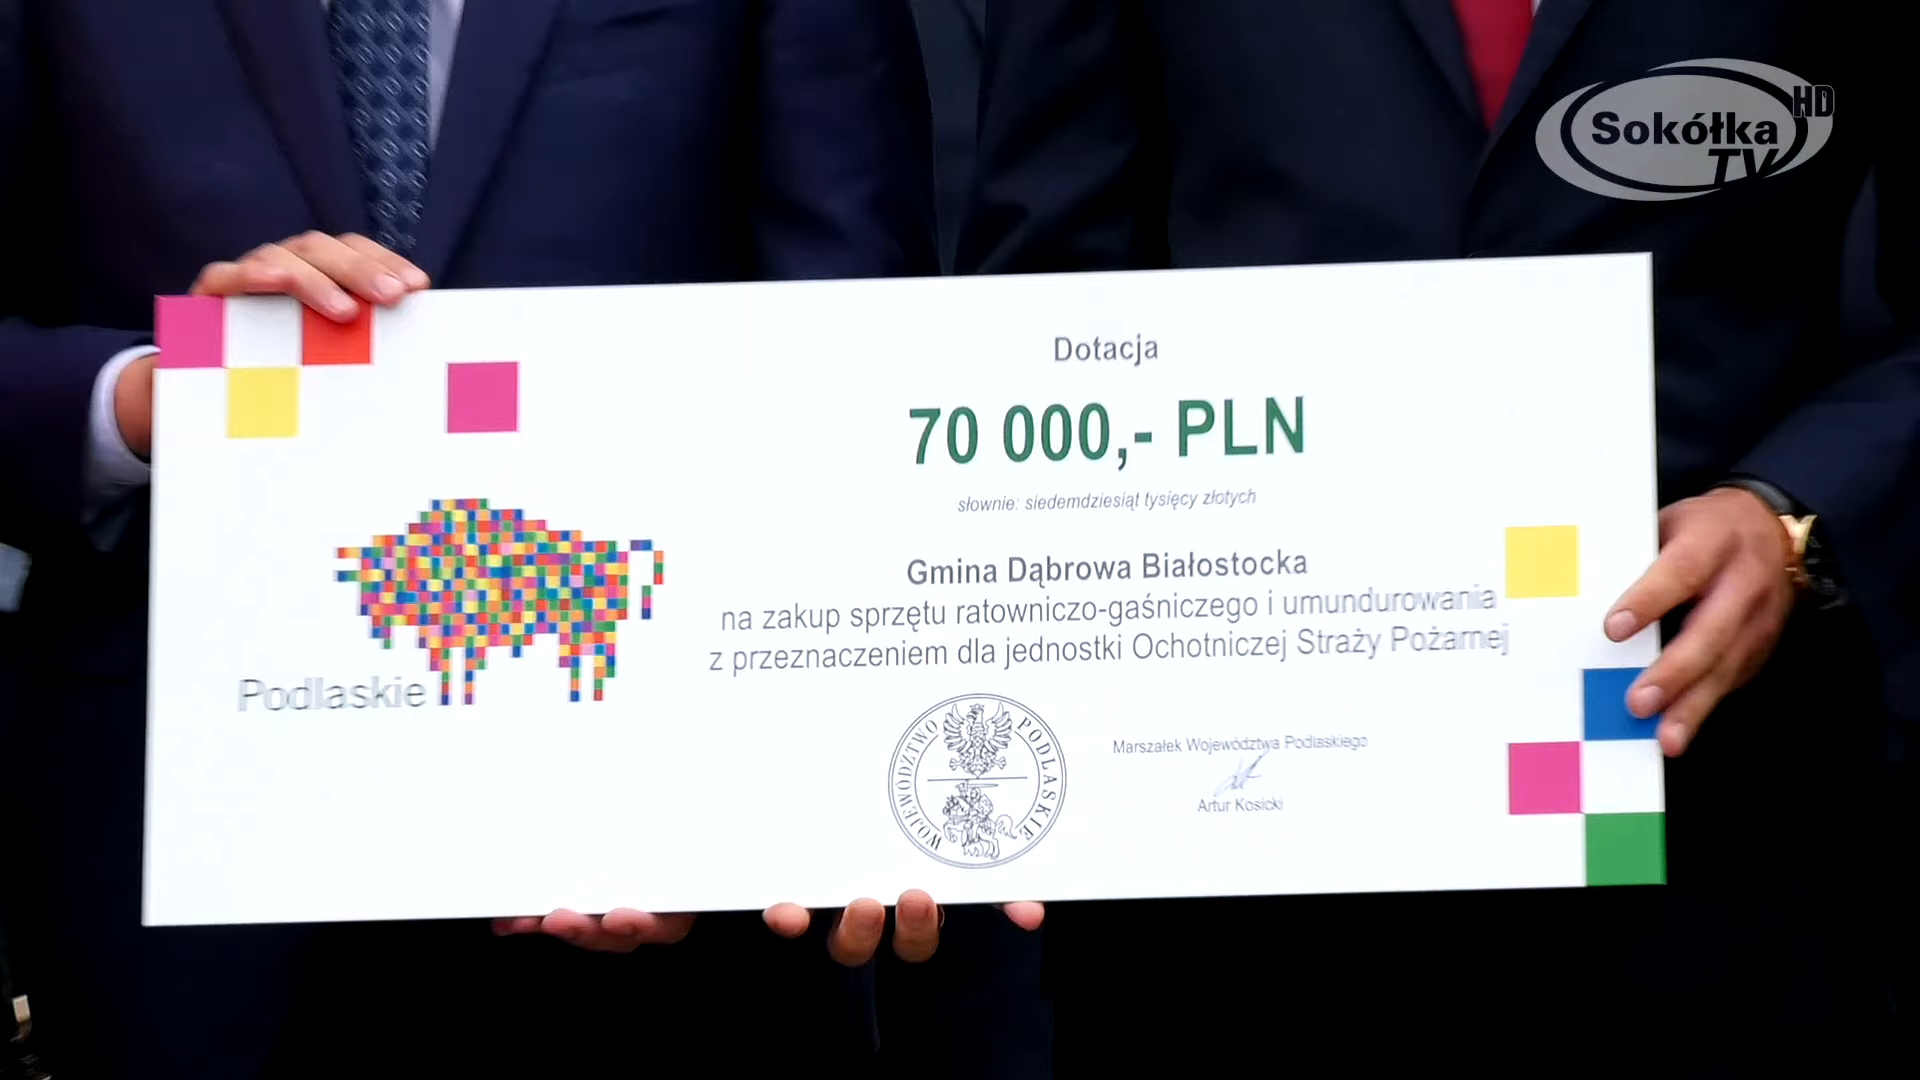 Sokółka HD
TV
Dotacja
70 000,- PLN
słownie: siedemdziesiąt tysięcy złotych
Gmina Dąbrowa Białostocka
na zakup sprzętu ratowniczo-gaśniczego i umundurowania
z przeznaczeniem dla jednostki Ochotniczej Straży Pożarnej
Podlaskie
WOJEWÓDZTWO PODLASKIE
Marszałek Województwa Podlaskiego
Artur Kosicki